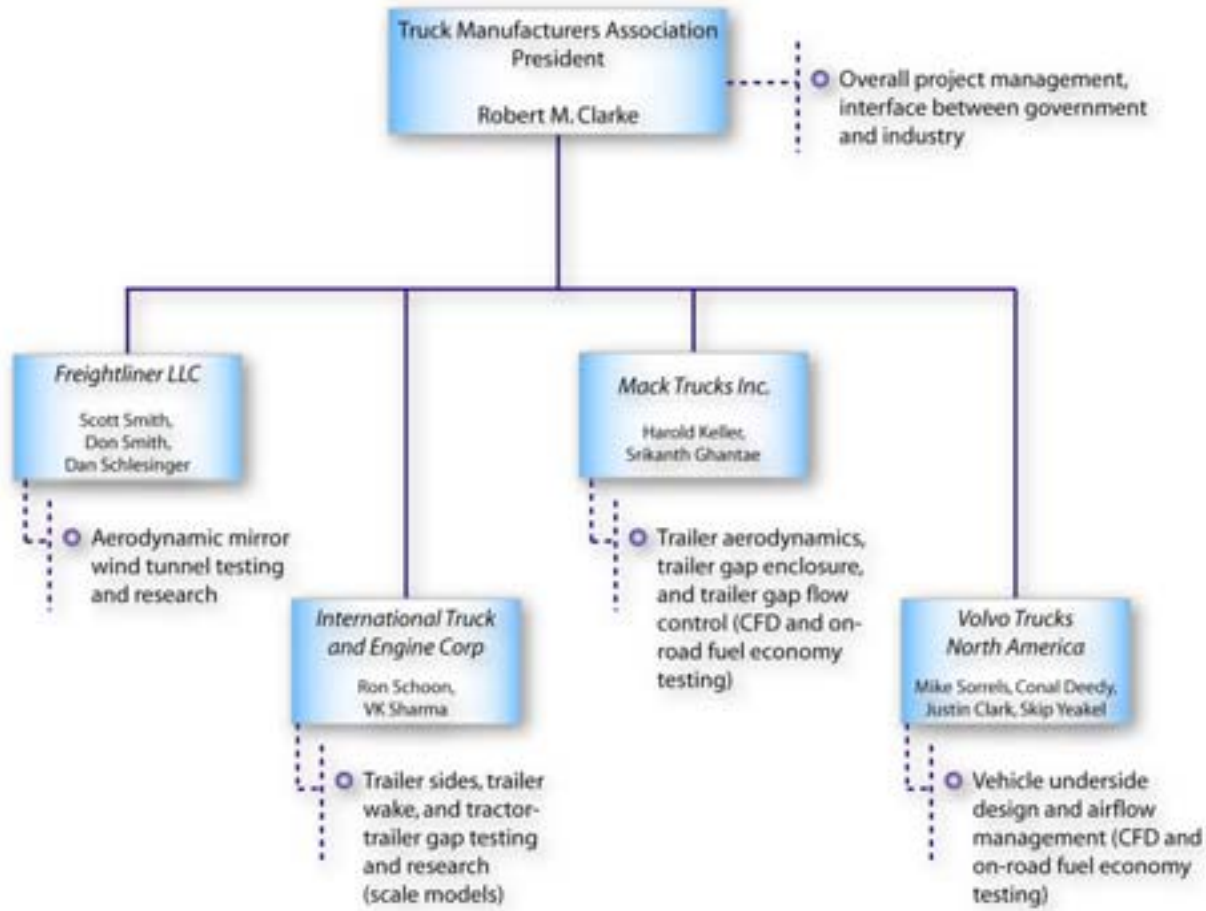 Truck Manufacturers Association
President
Robert M. Clarke
Overall project management,
interface between government
and industry
Freightliner LLC
Scott Smith,
Don Smith,
Dan Schlesinger
Aerodynamic mirror
wind tunnel testing
and research
International Truck
and Engine Corp
Ron Schoon,
VK Sharma
Trailer sides, trailer
wake, and tractor-
trailer gap testing
and research
(scale models)
Mack Trucks Inc.
Harold Keller,
Srikanth Ghantae
Trailer aerodynamics,
trailer gap enclosure,
and trailer gap flow
control (CFD and on-
road fuel economy
testing)
Volvo Trucks
North America
Mike Sorrels, Conal Deedy,
Justin Clark, Skip Yeakel
Vehicle underside
design and airflow
management (CFD and
on-road fuel economy
testing)